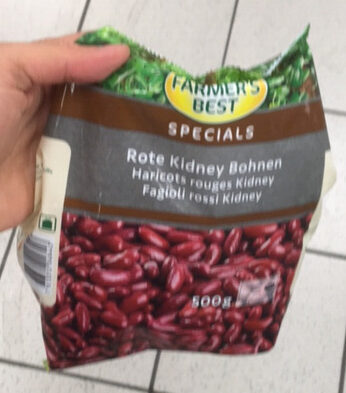 FARMER'S
BEST
SPECIALS
Rote Kidney Bohnen
Haricots rouges Kidney
Fagioli rossi Kidney
500g